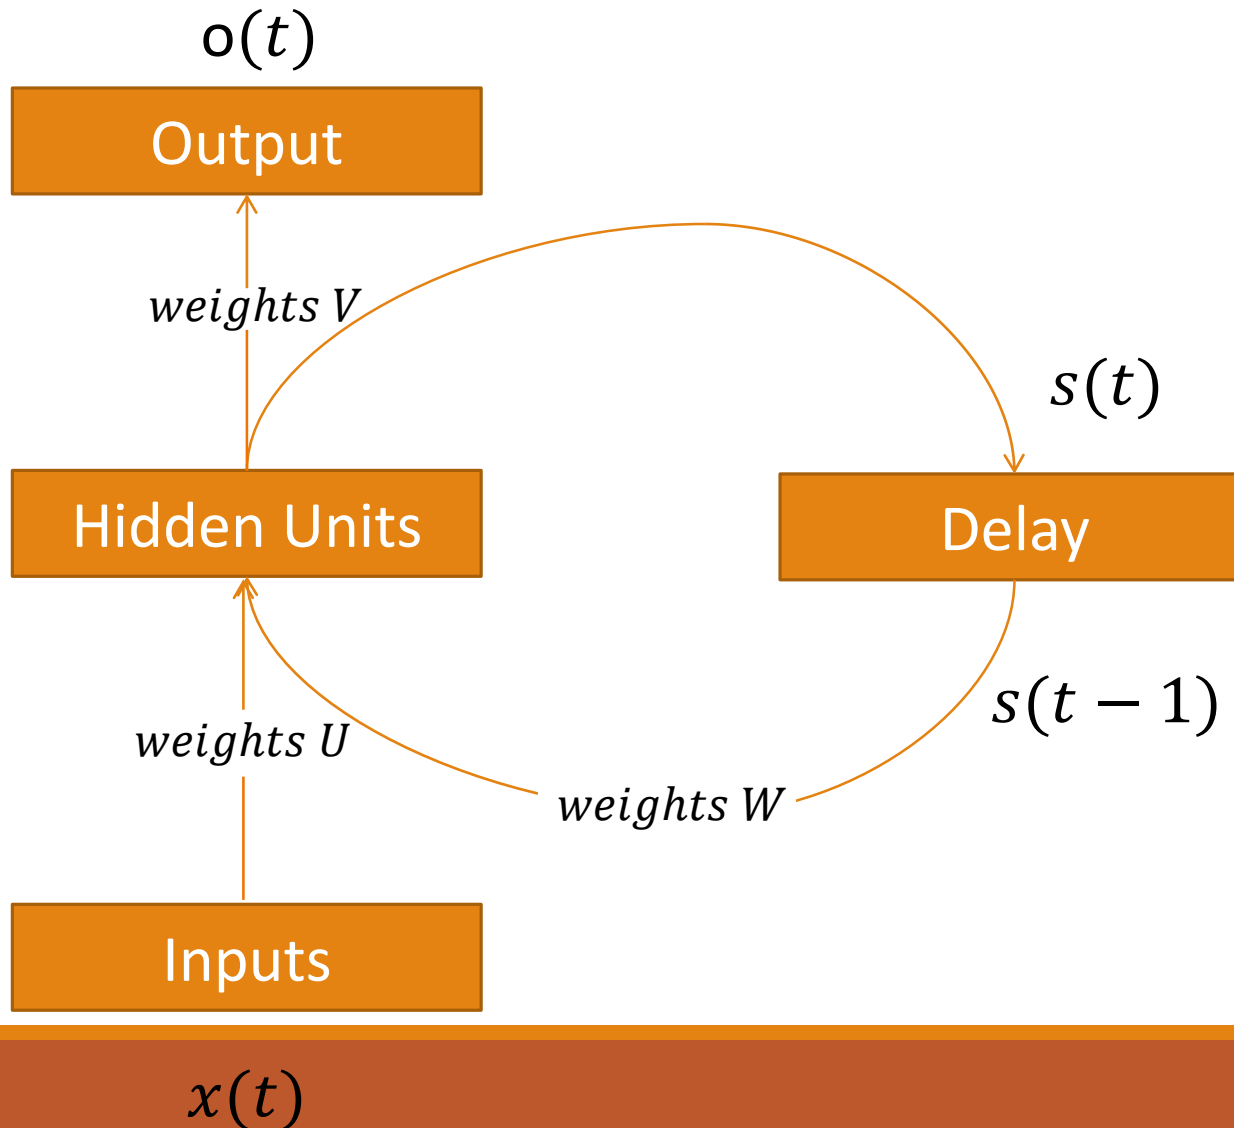 o(t)
Output
weights V
s(t)
Hidden Units
Delay
s(t − 1)
weights U
weights W
Inputs
x(t)